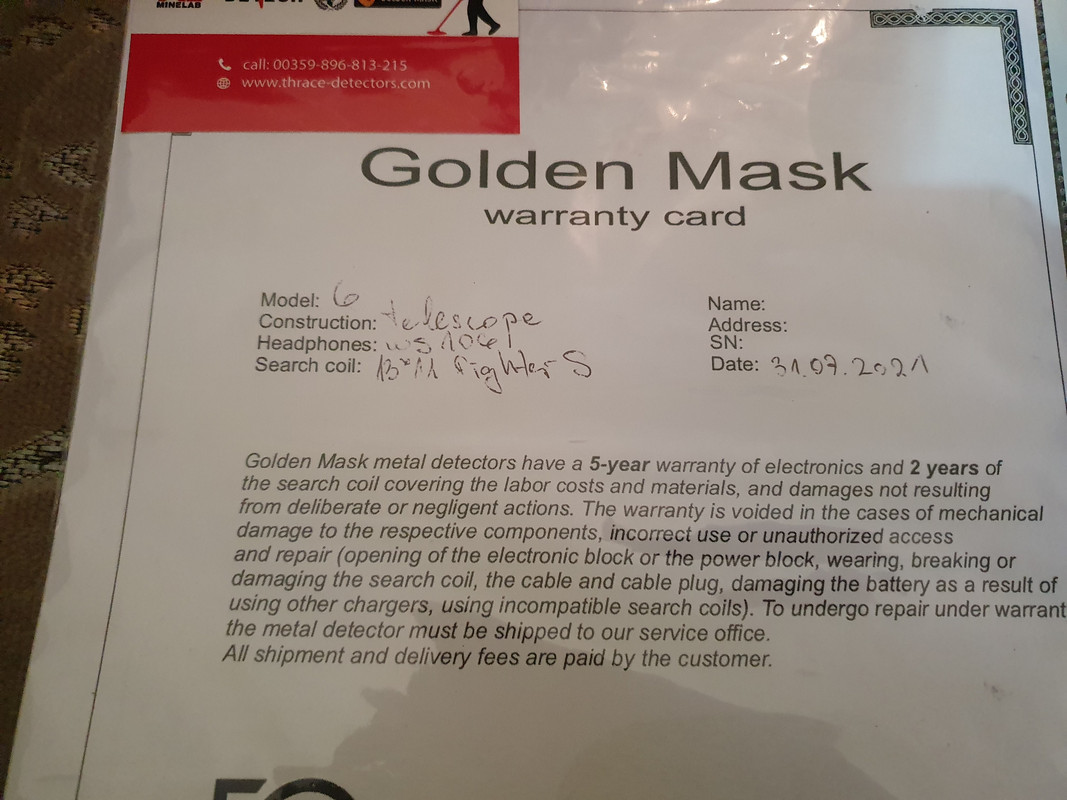 MINELAB
call: 00359-896-813-215
www.thrace-detectors.com
Golden Mask
warranty card
Model: 6
Construction: telescope
Headphones: ws 1061
Search coil: 13*11 Fighter S
Name:
Address:
SN:
Date: 31.07.2021
Golden Mask metal detectors have a 5-year warranty of electronics and 2 years of
the search coil covering the labor costs and materials, and damages not resulting
from deliberate or negligent actions. The warranty is voided in the cases of mechanical
damage to the respective components, incorrect use or unauthorized access
and repair (opening of the electronic block or the power block, wearing, breaking or
damaging the search coil, the cable and cable plug, damaging the battery as a result of
using other chargers, using incompatible search coils). To undergo repair under warrant
the metal detector must be shipped to our service office.
All shipment and delivery fees are paid by the customer.